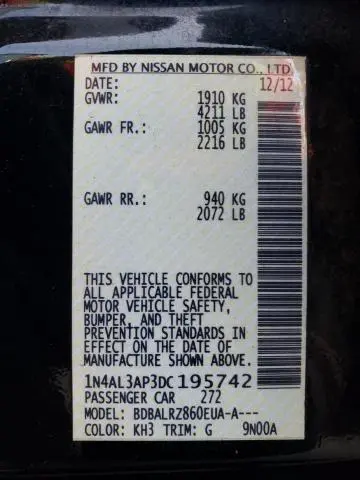 MFD BY NISSAN MOTOR CO., LTD
DATE: 12/12
GVWR: 1910 KG
4211 LB
GAWR FR.: 1005 KG
2216 LB
GAWR RR.: 940 KG
2072 LB
THIS VEHICLE CONFORMS TO
ALL APPLICABLE FEDERAL
MOTOR VEHICLE SAFETY,
BUMPER, AND THEFT
PREVENTION STANDARDS IN
EFFECT ON THE DATE OF
MANUFACTURE SHOWN ABOVE.
1N4AL3AP3DC195742
PASSENGER CAR 272
MODEL: BDBALRZ860EUA-A---
COLOR: KH3 TRIM: G 9N00A